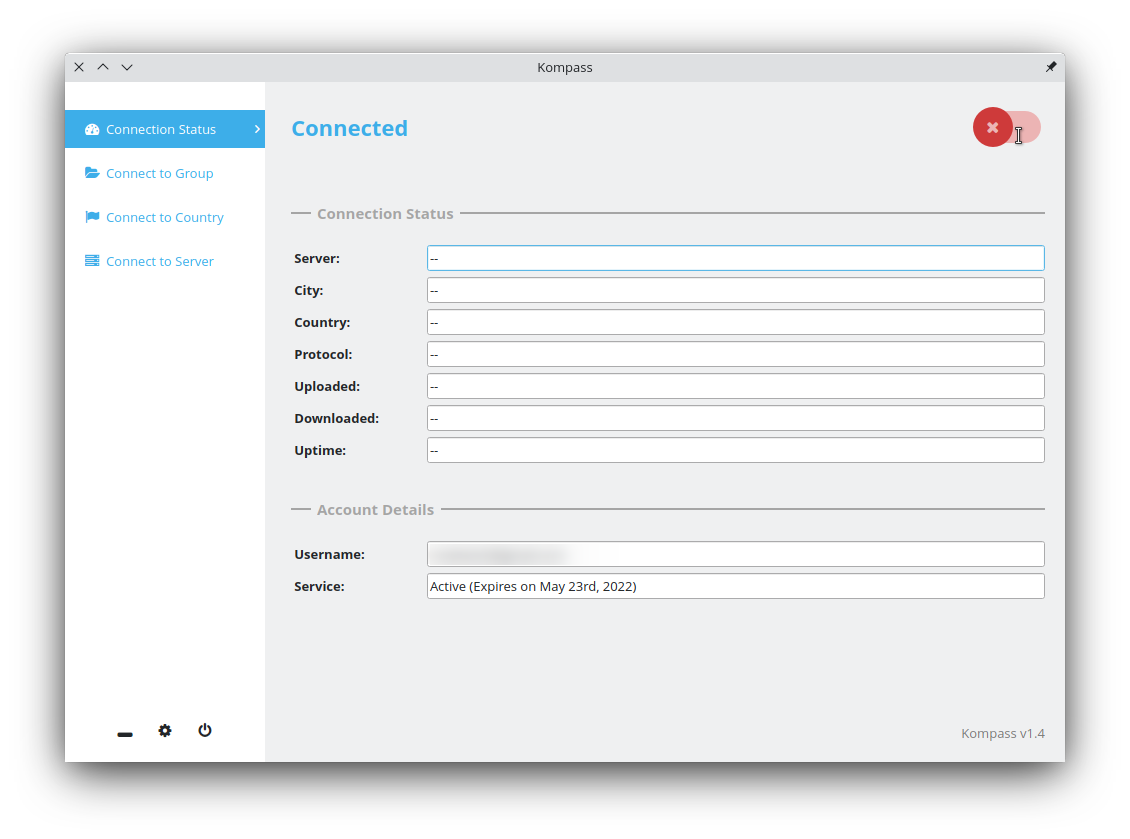 Kompass
Connection Status
Connect to Group
Connect to Country
Connect to Server
Connected
Connection Status
Server: --
City: --
Country: --
Protocol: --
Uploaded: --
Downloaded: --
Uptime: --
Account Details
Username:
Service: Active (Expires on May 23rd, 2022)
Kompass v1.4